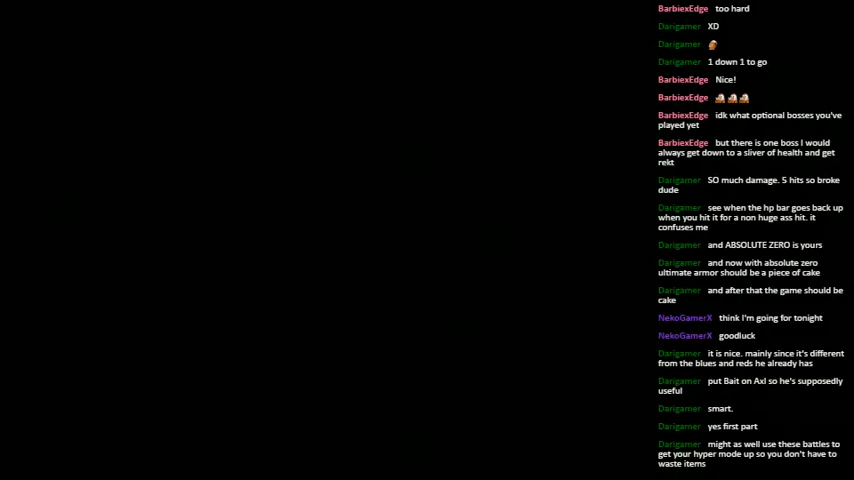 BarbiexEdge too hard
Darigamer XD
Darigamer
Darigamer 1 down 1 to go
BarbiexEdge Nice!
BarbiexEdge
BarbiexEdge idk what optional bosses you've
played yet
BarbiexEdge but there is one boss I would
always get down to a sliver of health and get
rekt
Darigamer SO much damage. 5 hits so broke
dude
Darigamer see when the hp bar goes back up
when you hit it for a non huge ass hit. it
confuses me
Darigamer and ABSOLUTE ZERO is yours
Darigamer and now with absolute zero
ultimate armor should be a piece of cake
Darigamer and after that the game should be
cake
NekoGamerX think I'm going for tonight
NekoGamerX goodluck
Darigamer it is nice. mainly since it's different
from the blues and reds he already has
Darigamer put Bait on Axl so he's supposedly
useful
Darigamer smart.
Darigamer yes first part
Darigamer might as well use these battles to
get your hyper mode up so you don't have to
waste items